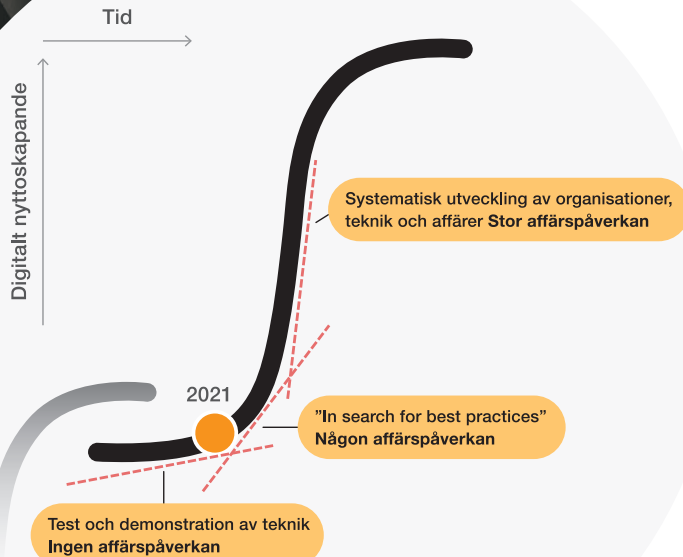 Tid
Digitalt nyttoskapande
Systematisk utveckling av organisationer,
teknik och affärer Stor affärspåverkan
2021
”In search for best practices”
Någon affärspåverkan
Test och demonstration av teknik
Ingen affärspåverkan